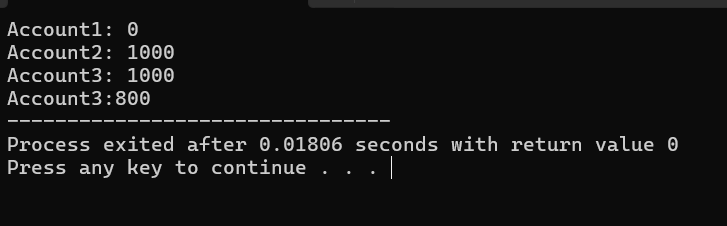 Account1: 0
Account2: 1000
Account3: 1000
Account3:800
--------------------------------
Process exited after 0.01806 seconds with return value 0
Press any key to continue . . .